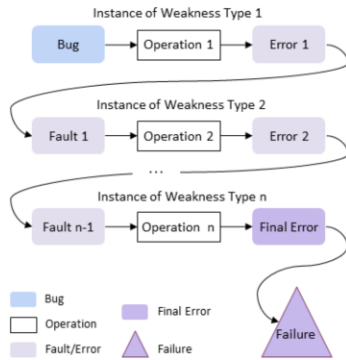 Instance of Weakness Type 1
Bug Operation 1 Error 1
Instance of Weakness Type 2
Fault 1 Operation 2 Error 2
...
Instance of Weakness Type n
Fault n-1 Operation n Final Error
Bug
Operation
Fault/Error
Final Error
Failure
Failure